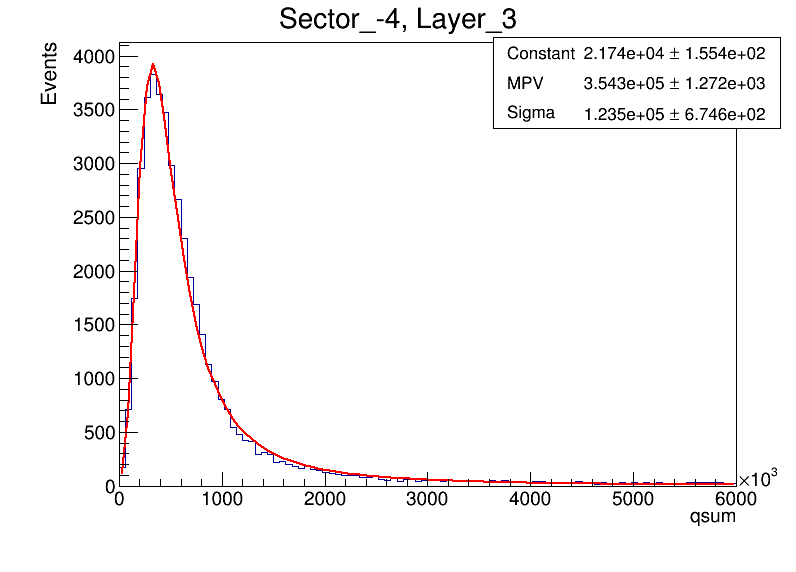 Sector_-4, Layer_3
Constant 2.174e+04 ± 1.554e+02
MPV 3.543e+05 ± 1.272e+03
Sigma 1.235e+05 ± 6.746e+02
Events
4000
3500
3000
2500
2000
1500
1000
500
0
0 1000 2000 3000 4000 5000 6000
×10³
qsum